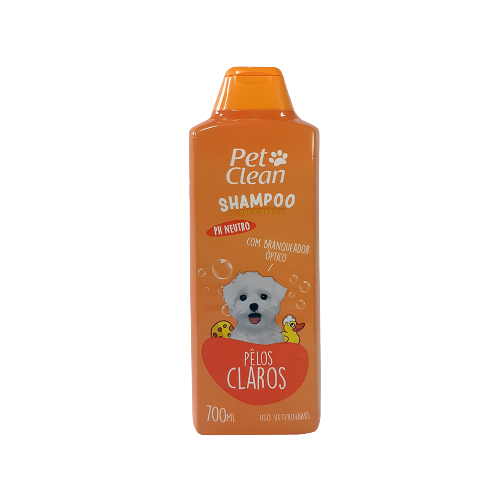 Pet
Clean
SHAMPOO
PH NEUTRO
COM BRANQUEADOR
ÓPTICO
PÊLOS
CLAROS
700ML
USO VETERINÁRIO